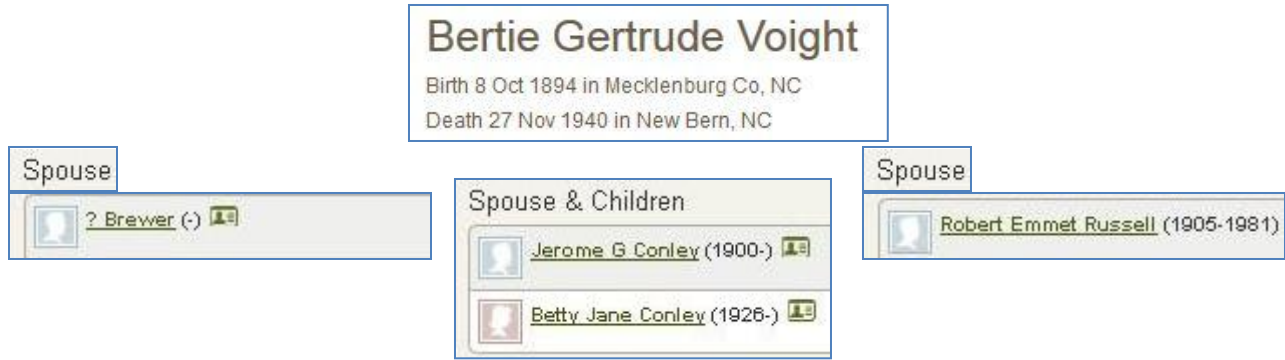 Bertie Gertrude Voight
Birth 8 Oct 1894 in Mecklenburg Co, NC
Death 27 Nov 1940 in New Bern, NC
Spouse
? Brewer (-)
Spouse & Children
Jerome G Conley (1900-)
Betty Jane Conley (1926-)
Spouse
Robert Emmet Russell (1905-1981)